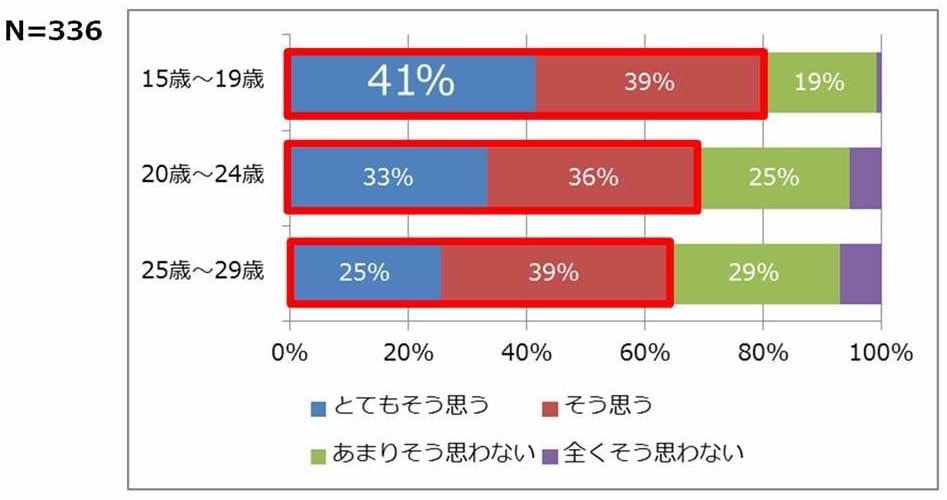 N=336
15歳～19歳 41% 39% 19%
20歳～24歳 33% 36% 25%
25歳～29歳 25% 39% 29%
0% 20% 40% 60% 80% 100%
とてもそう思う そう思う
あまりそう思わない 全くそう思わない